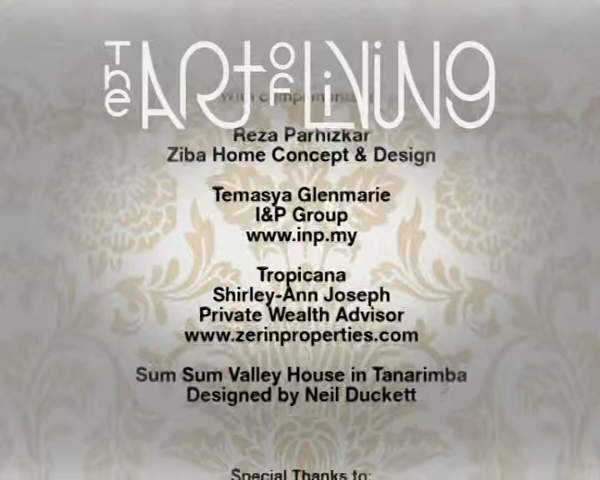 The ART of LiViNG
With compliments
Reza Parhizkar
Ziba Home Concept & Design
Temasya Glenmarie
I&P Group
www.inp.my
Tropicana
Shirley-Ann Joseph
Private Wealth Advisor
www.zerinproperties.com
Sum Sum Valley House in Tanarimba
Designed by Neil Duckett
Special Thanks to: